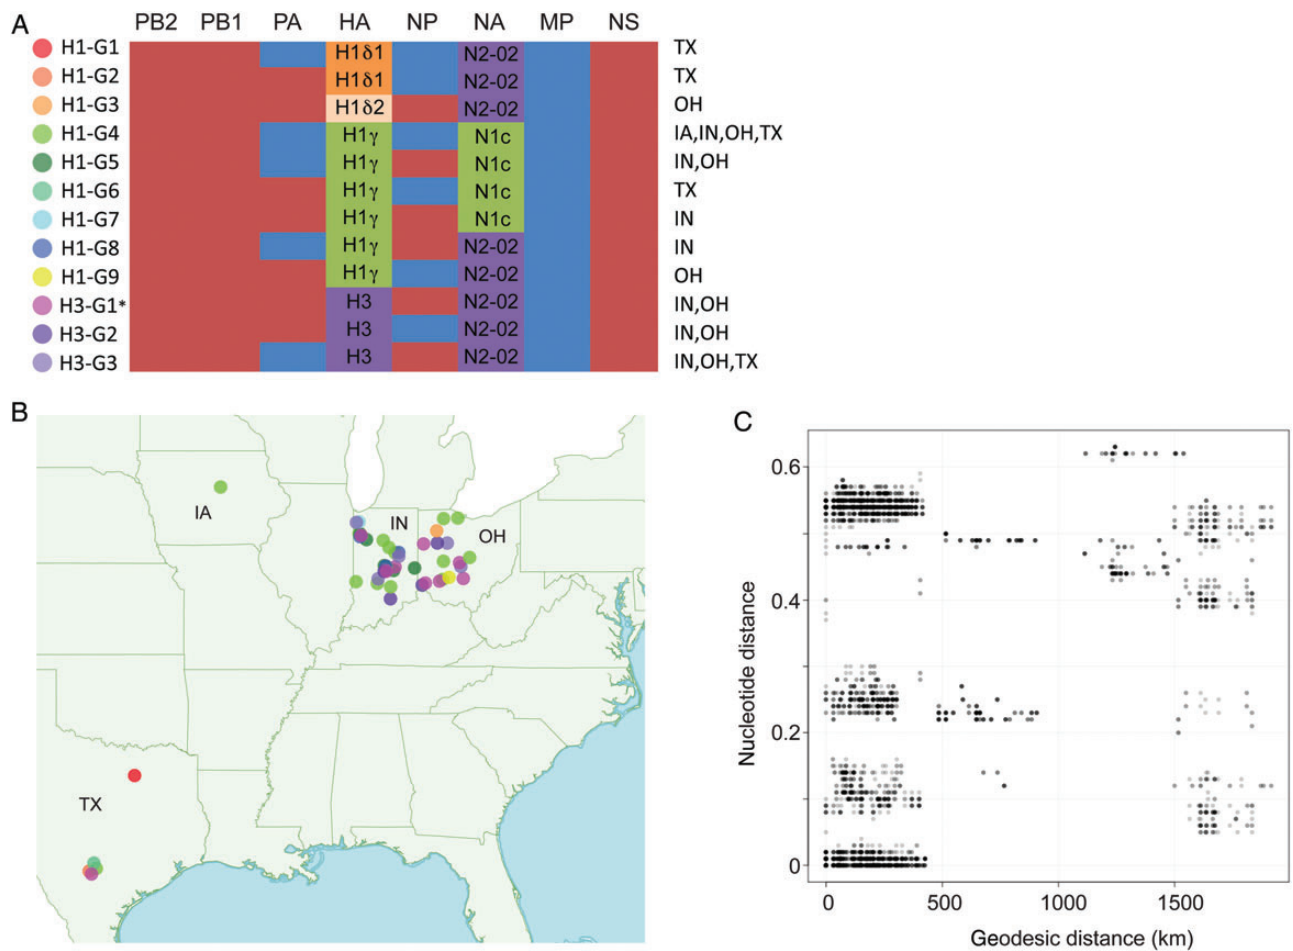 A
PB2 PB1 PA HA NP NA MP NS
H1-G1 H1δ1 N2-02 TX
H1-G2 H1δ1 N2-02 TX
H1-G3 H1δ2 N2-02 OH
H1-G4 H1γ N1c IA,IN,OH,TX
H1-G5 H1γ N1c IN,OH
H1-G6 H1γ N1c TX
H1-G7 H1γ N1c IN
H1-G8 H1γ N2-02 IN
H1-G9 H1γ N2-02 OH
H3-G1* H3 N2-02 IN,OH
H3-G2 H3 N2-02 IN,OH
H3-G3 H3 N2-02 IN,OH,TX
B
IA
IN
OH
TX
C
Nucleotide distance
0.6
0.4
0.2
0
0 500 1000 1500
Geodesic distance (km)